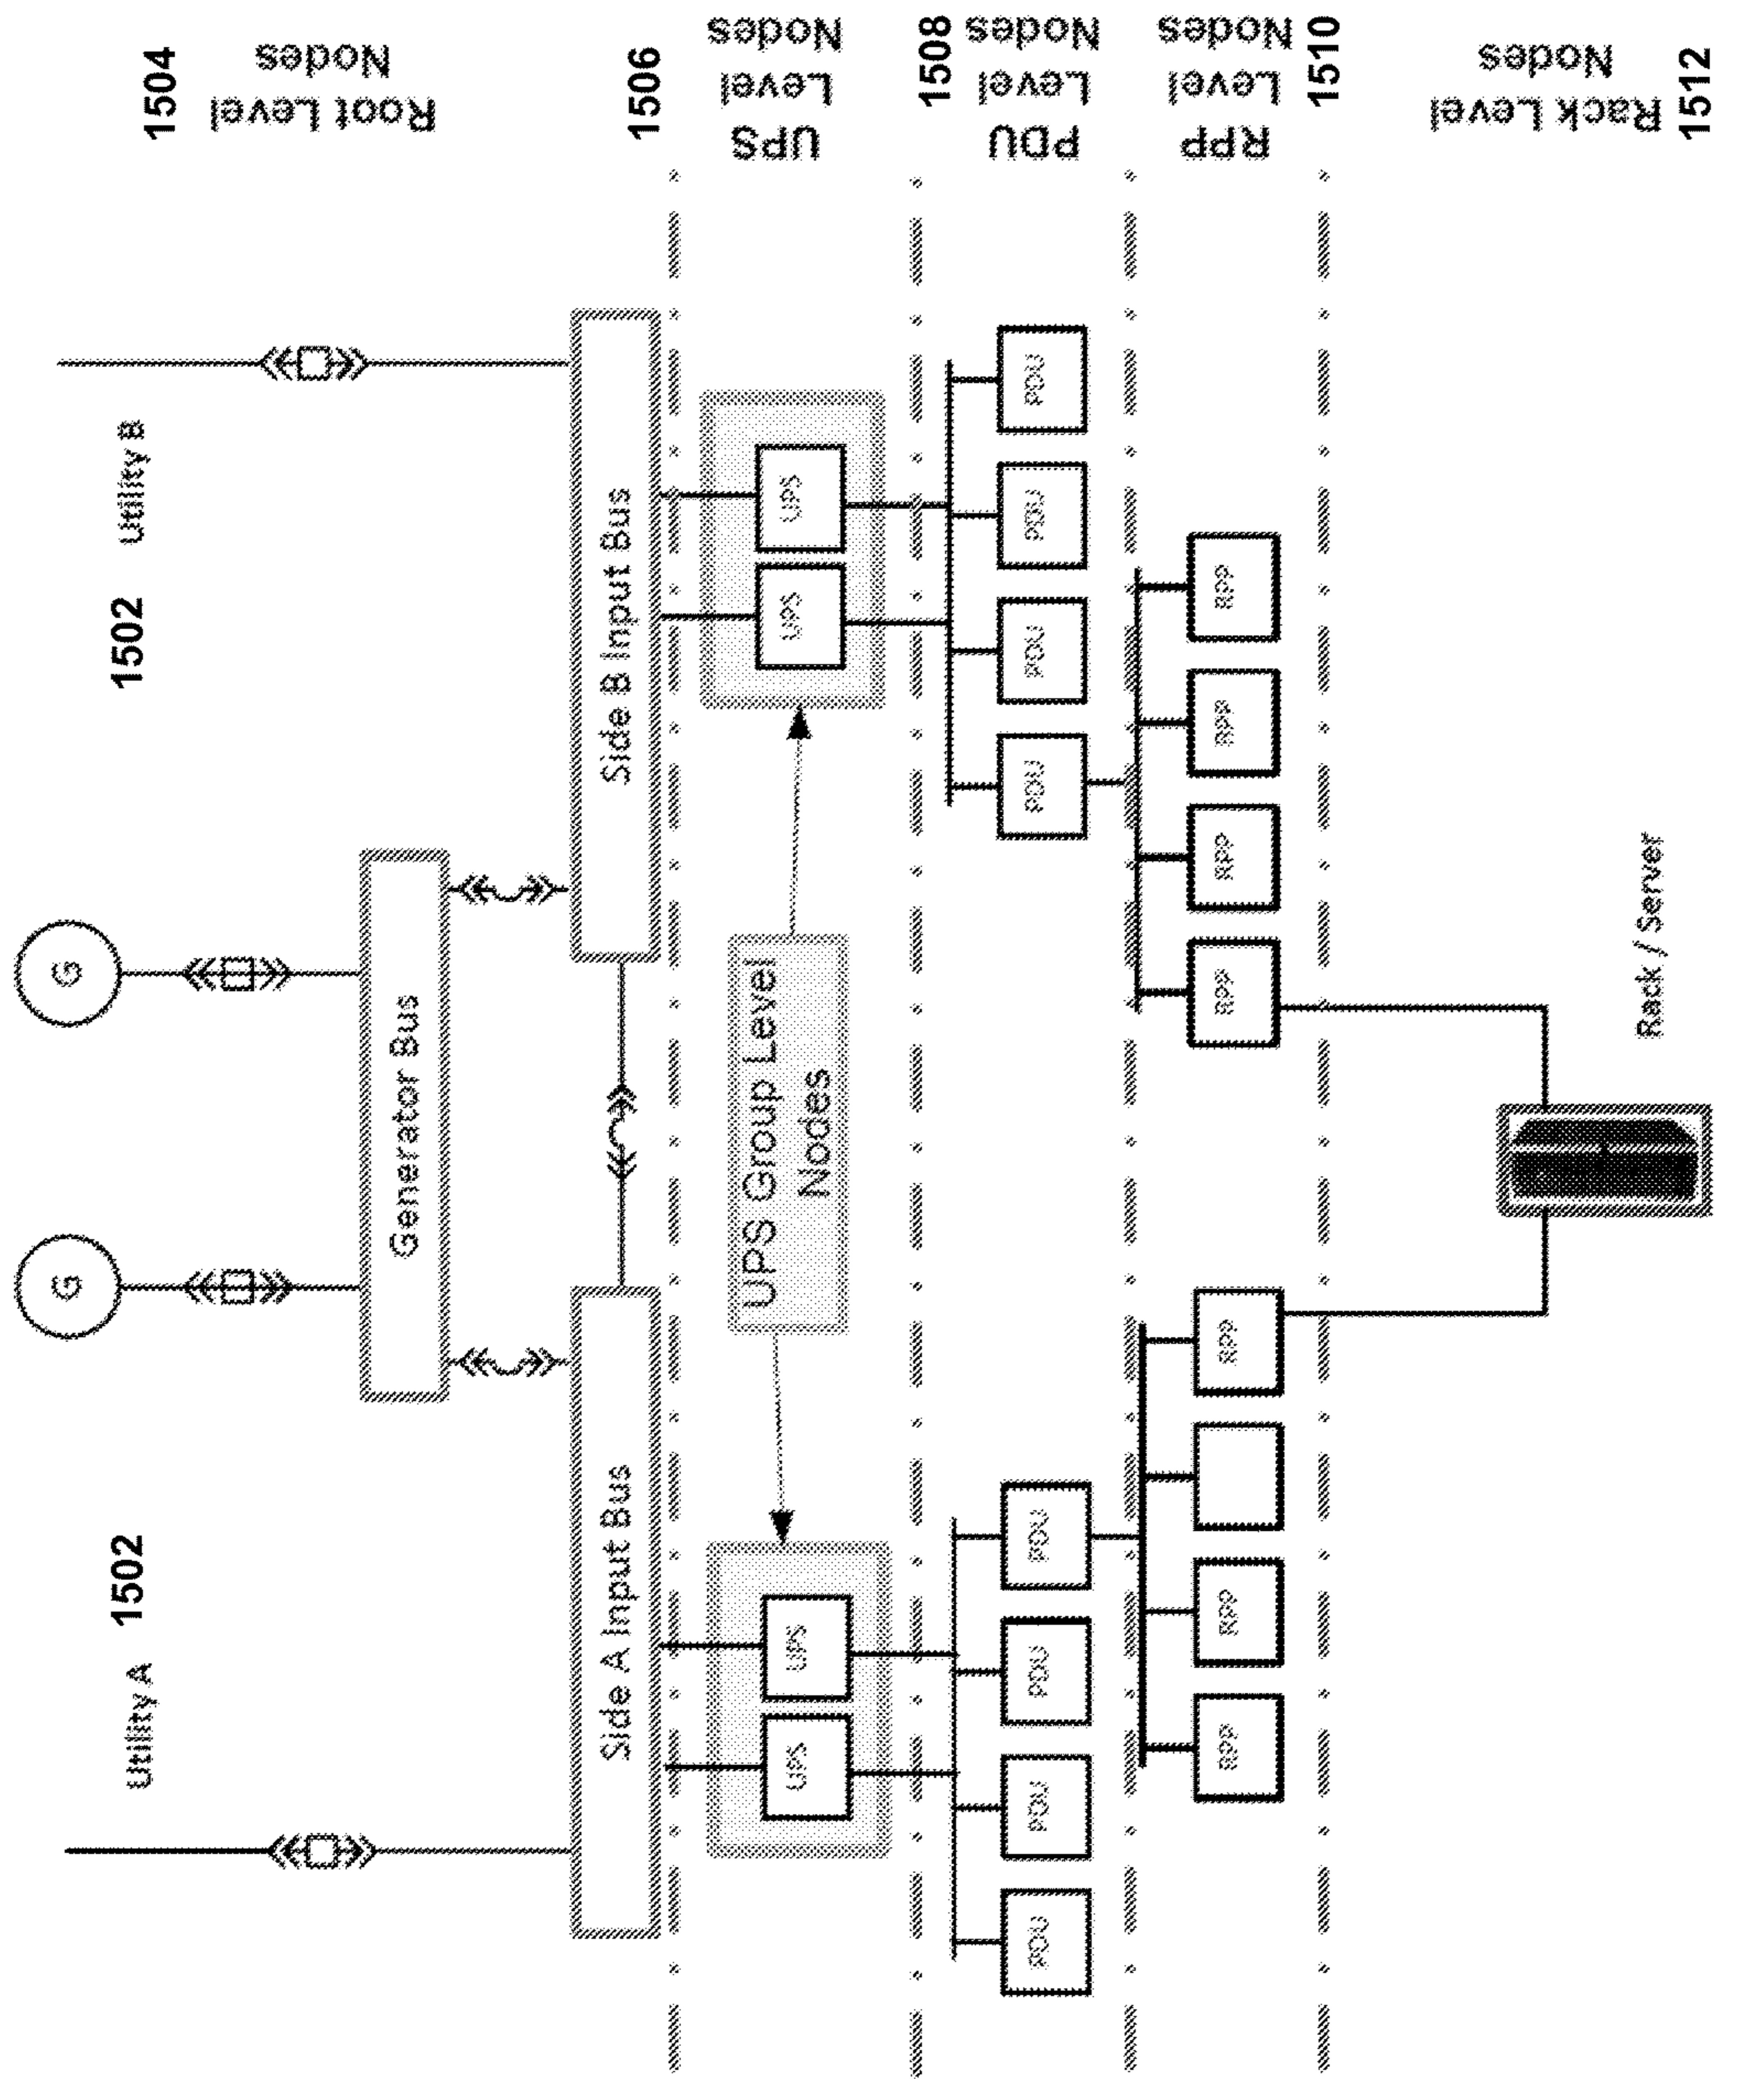 1504
Root Level
Nodes
1506
UPS
Level
Nodes
1508
PDU
Level
Nodes
RPP
Level
Nodes
1510
Rack Level
Nodes
1512
Utility A
1502
1502
Utility B
G
G
Generator Bus
Side A Input Bus
Side B Input Bus
UPS
UPS
UPS Group Level
Nodes
UPS
UPS
PDU
PDU
PDU
PDU
PDU
PDU
PDU
PDU
RPP
RPP
RPP
RPP
RPP
RPP
RPP
Rack / Server